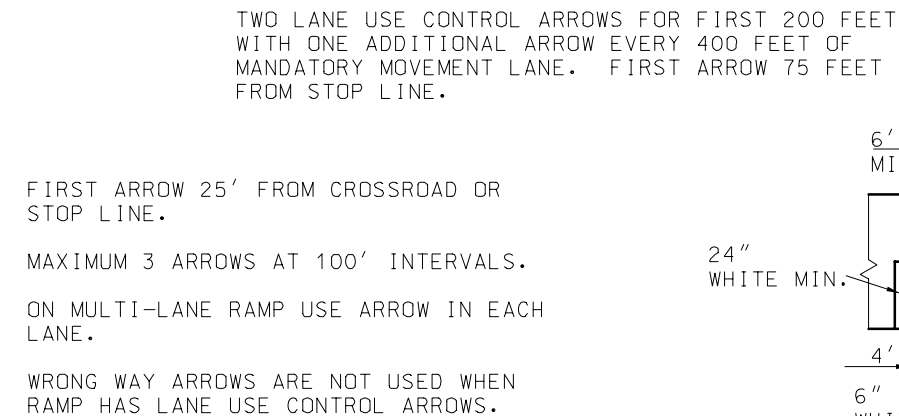 TWO LANE USE CONTROL ARROWS FOR FIRST 200 FEET
WITH ONE ADDITIONAL ARROW EVERY 400 FEET OF
MANDATORY MOVEMENT LANE.  FIRST ARROW 75 FEET
FROM STOP LINE.
6'
MI
FIRST ARROW 25' FROM CROSSROAD OR
STOP LINE.
MAXIMUM 3 ARROWS AT 100' INTERVALS.
24"
WHITE MIN.
ON MULTI-LANE RAMP USE ARROW IN EACH
LANE.
4'
WRONG WAY ARROWS ARE NOT USED WHEN
RAMP HAS LANE USE CONTROL ARROWS.
6"